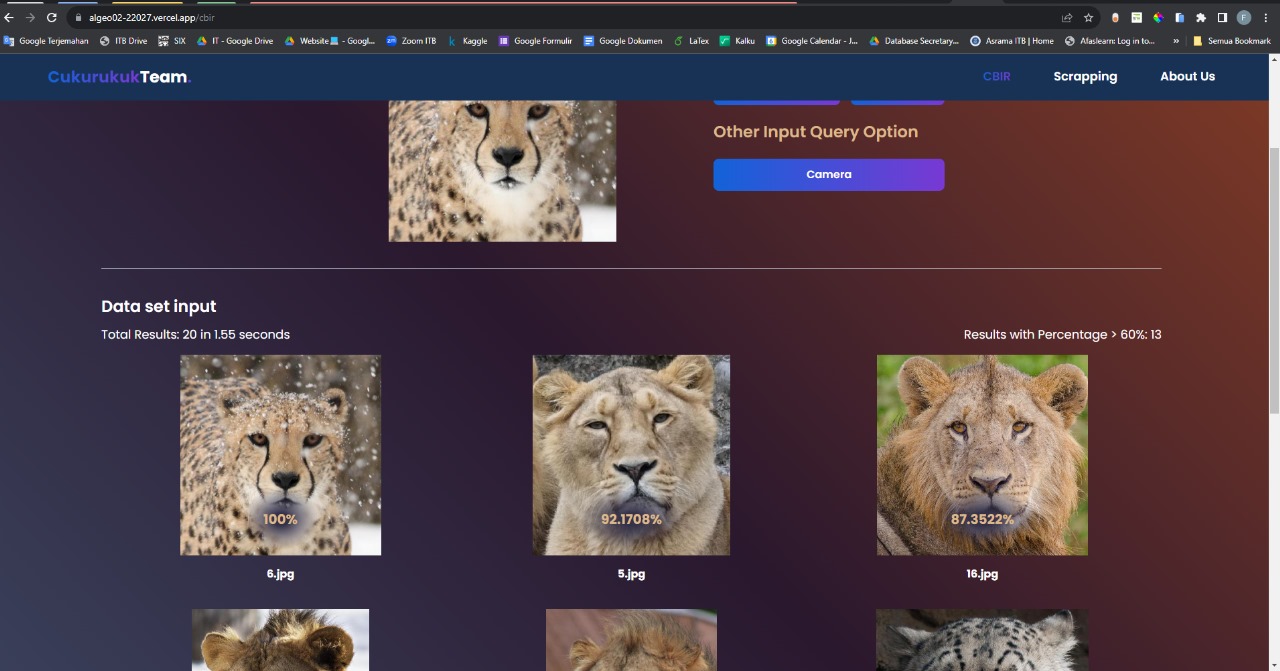 algeo02-22027.vercel.app/cbir
Google Terjemahan
ITB Drive
SIX
IT - Google Drive
Website💻 - Googl...
Zoom ITB
Kaggle
Google Formulir
Google Dokumen
LaTex
Kalku
Google Calendar - J...
Database Secretary...
Asrama ITB | Home
Afaslearn: Log in to...
»
Semua Bookmark
CukurukukTeam.
CBIR
Scrapping
About Us
Other Input Query Option
Camera
Data set input
Total Results: 20 in 1.55 seconds
Results with Percentage > 60%: 13
100%
92.1708%
87.3522%
6.jpg
5.jpg
16.jpg